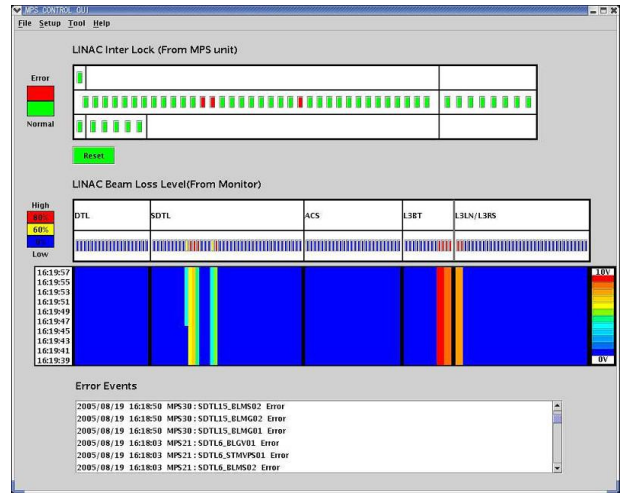 MPS CONTROL GUI
File Setup Tool Help
LINAC Inter Lock (From MPS unit)
Error
Normal
Reset
LINAC Beam Loss Level(From Monitor)
High
80%
60%
Low
DTL SDTL ACS L3BT L3LN/L3RS
16:19:57
16:19:55
16:19:53
16:19:51
16:19:49
16:19:47
16:19:45
16:19:43
16:19:41
16:19:39
10V
0V
Error Events
2005/08/19 16:18:50 MPS30:SDTL15_BLMS02 Error
2005/08/19 16:18:50 MPS30:SDTL15_BLMG02 Error
2005/08/19 16:18:50 MPS30:SDTL15_BLMG01 Error
2005/08/19 16:18:03 MPS21:SDTL6_BLGV01 Error
2005/08/19 16:18:03 MPS21:SDTL6_STMVPS01 Error
2005/08/19 16:18:03 MPS21:SDTL6_BLMS02 Error